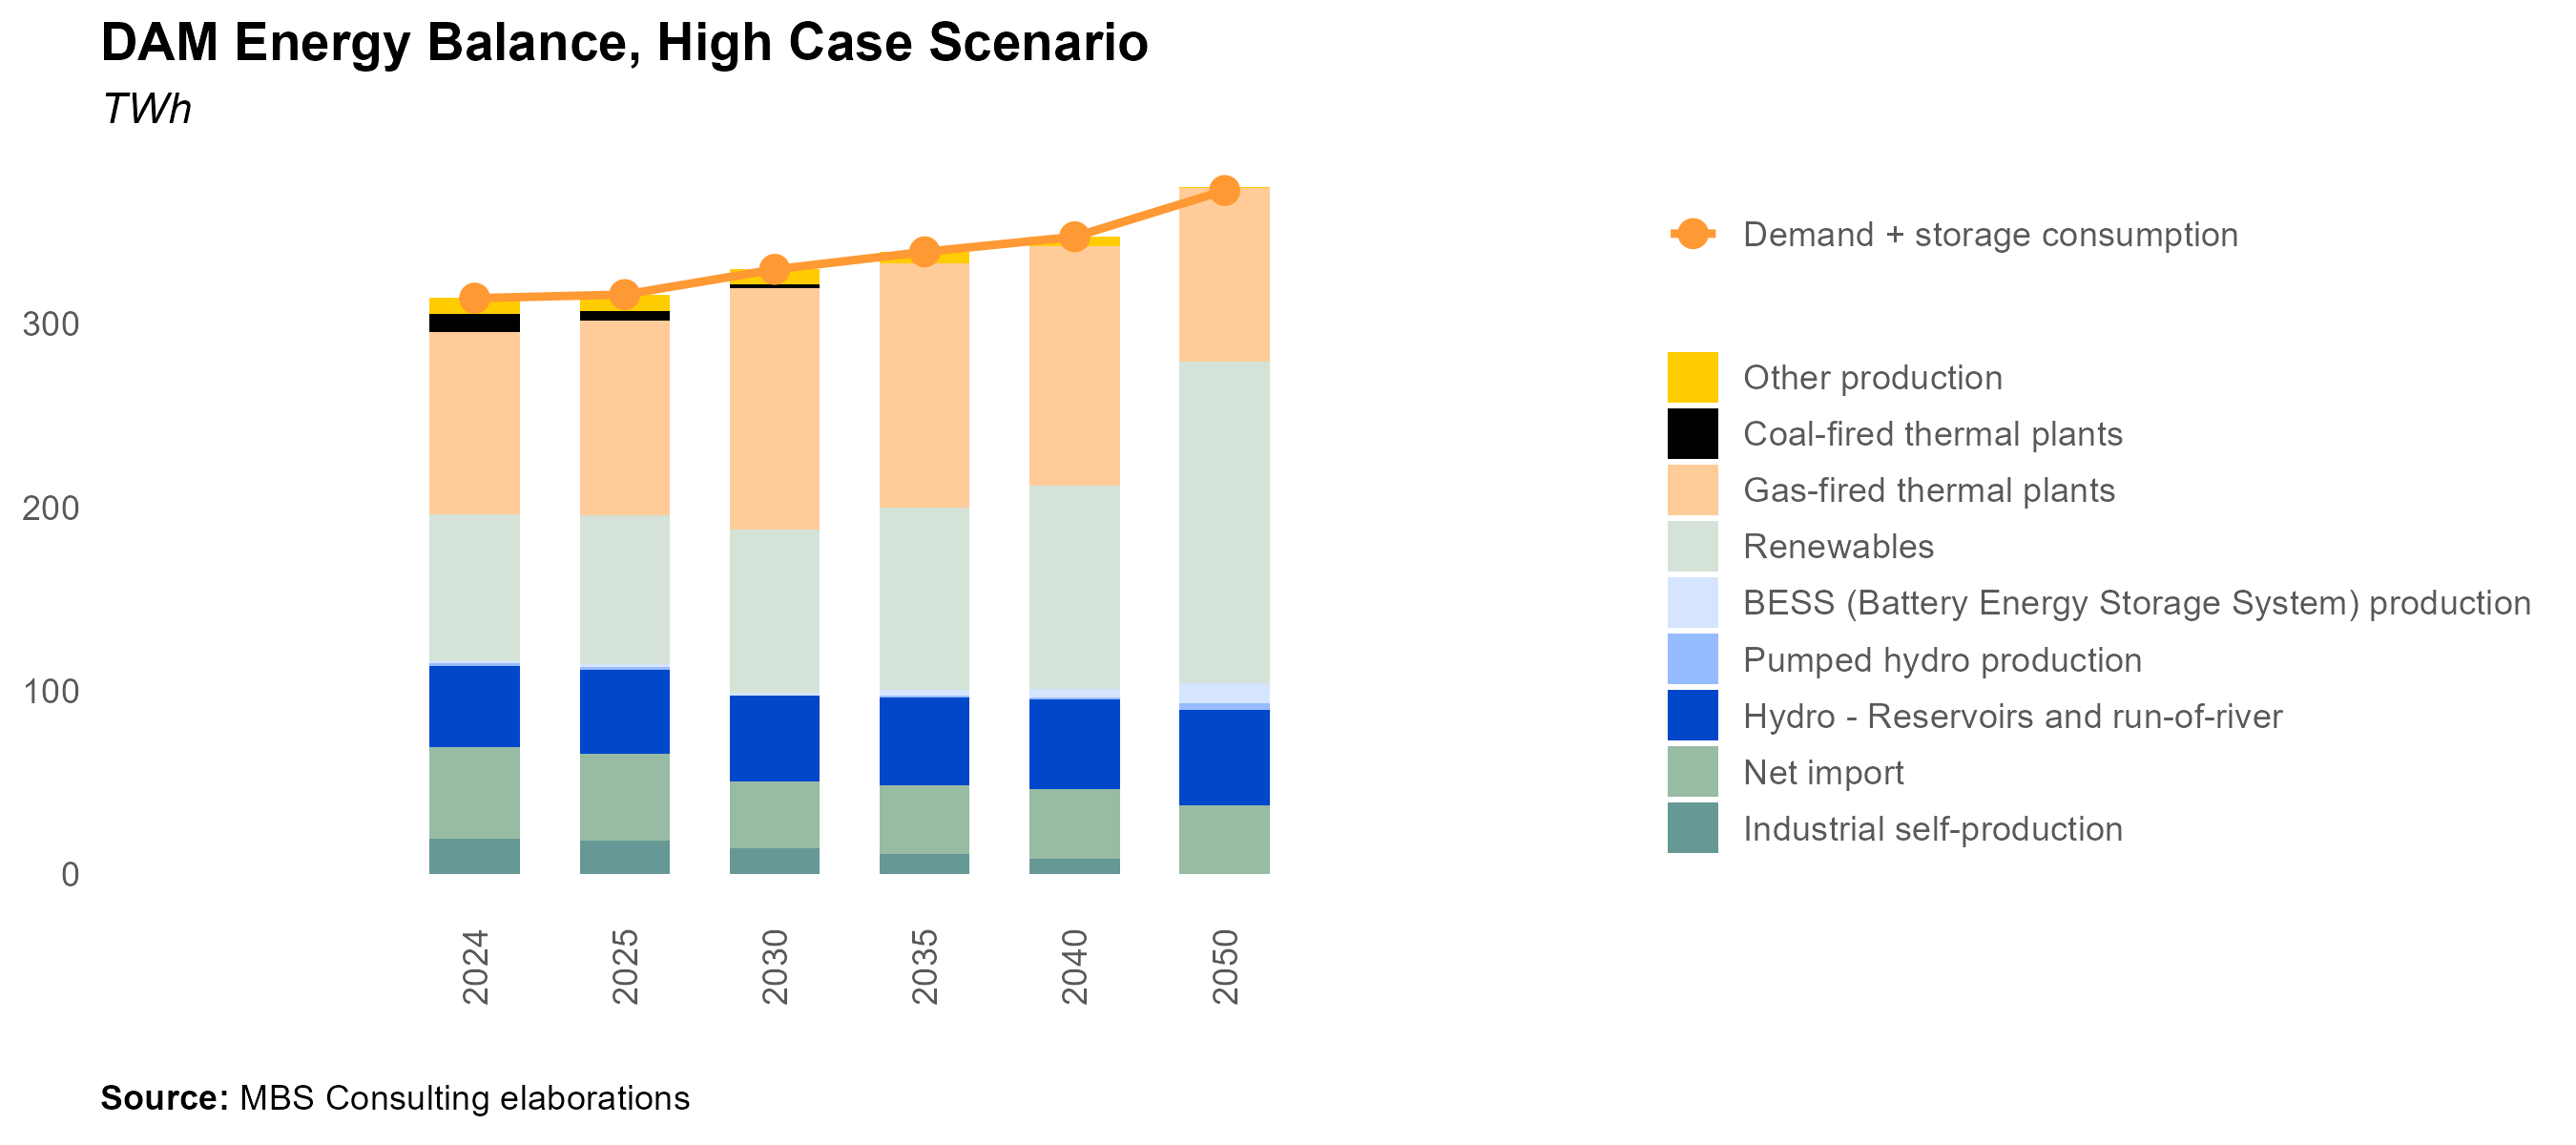 DAM Energy Balance, High Case Scenario
TWh
300
200
100
0
2024
2025
2030
2035
2040
2050
Demand + storage consumption
Other production
Coal-fired thermal plants
Gas-fired thermal plants
Renewables
BESS (Battery Energy Storage System) production
Pumped hydro production
Hydro - Reservoirs and run-of-river
Net import
Industrial self-production
Source: MBS Consulting elaborations